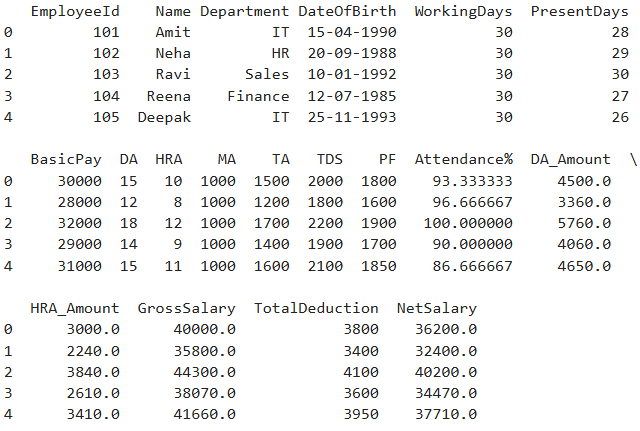 EmployeeId Name Department DateOfBirth WorkingDays PresentDays
0 101 Amit IT 15-04-1990 30 28
1 102 Neha HR 20-09-1988 30 29
2 103 Ravi Sales 10-01-1992 30 30
3 104 Reena Finance 12-07-1985 30 27
4 105 Deepak IT 25-11-1993 30 26
BasicPay DA HRA MA TA TDS PF Attendance% DA_Amount \
0 30000 15 10 1000 1500 2000 1800 93.333333 4500.0
1 28000 12 8 1000 1200 1800 1600 96.666667 3360.0
2 32000 18 12 1000 1700 2200 1900 100.000000 5760.0
3 29000 14 9 1000 1400 1900 1700 90.000000 4060.0
4 31000 15 11 1000 1600 2100 1850 86.666667 4650.0
HRA_Amount GrossSalary TotalDeduction NetSalary
0 3000.0 40000.0 3800 36200.0
1 2240.0 35800.0 3400 32400.0
2 3840.0 44300.0 4100 40200.0
3 2610.0 38070.0 3600 34470.0
4 3410.0 41660.0 3950 37710.0